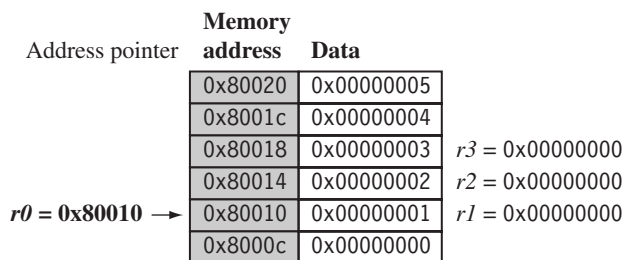 Memory
Address pointer address Data
0x80020 0x00000005
0x8001c 0x00000004
0x80018 0x00000003 r3 = 0x00000000
0x80014 0x00000002 r2 = 0x00000000
r0 = 0x80010 → 0x80010 0x00000001 r1 = 0x00000000
0x8000c 0x00000000